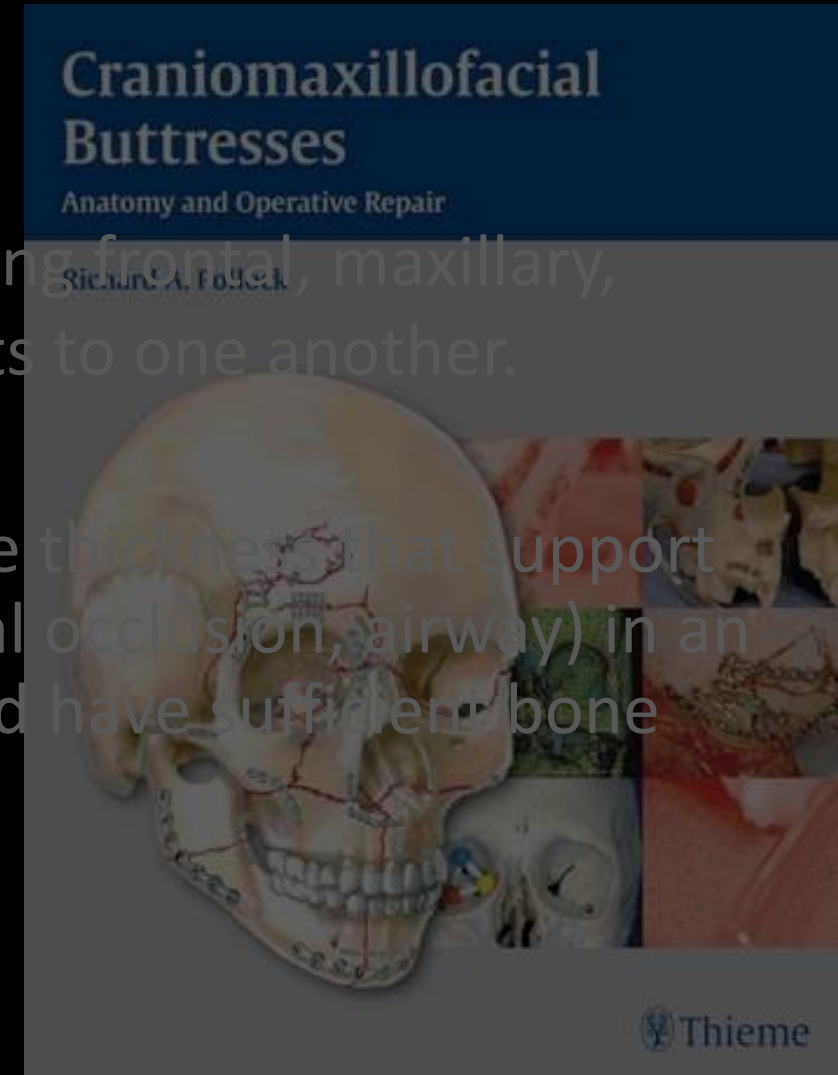 Craniomaxillofacial
Buttresses
Anatomy and Operative Repair
ng frontal, maxillary,
Richard A. Pollock
ts to one another.
e thickness that support
al occlusion, airway) in an
d have sufficient bone
Thieme